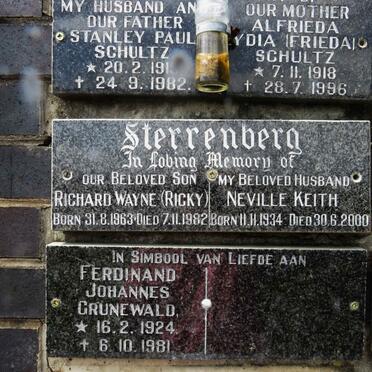 MY HUSBAND AND
OUR FATHER
STANLEY PAUL
SCHULTZ
★ 20.2.191
✝ 24.9.1982
OUR MOTHER
ALFRIEDA
LYDIA (FRIEDA)
SCHULTZ
★ 7.11.1918
✝ 28.7.1996
Sterrenberg
In Loving Memory of
OUR BELOVED SON
RICHARD WAYNE (RICKY)
BORN 31.8.1963 DIED 7.11.1982
MY BELOVED HUSBAND
NEVILLE KEITH
BORN 11.11.1934 DIED 30.6.2000
IN SIMBOOL VAN LIEFDE AAN
FERDINAND
JOHANNES
GRUNEWALD
★ 16.2.1924
✝ 6.10.1981